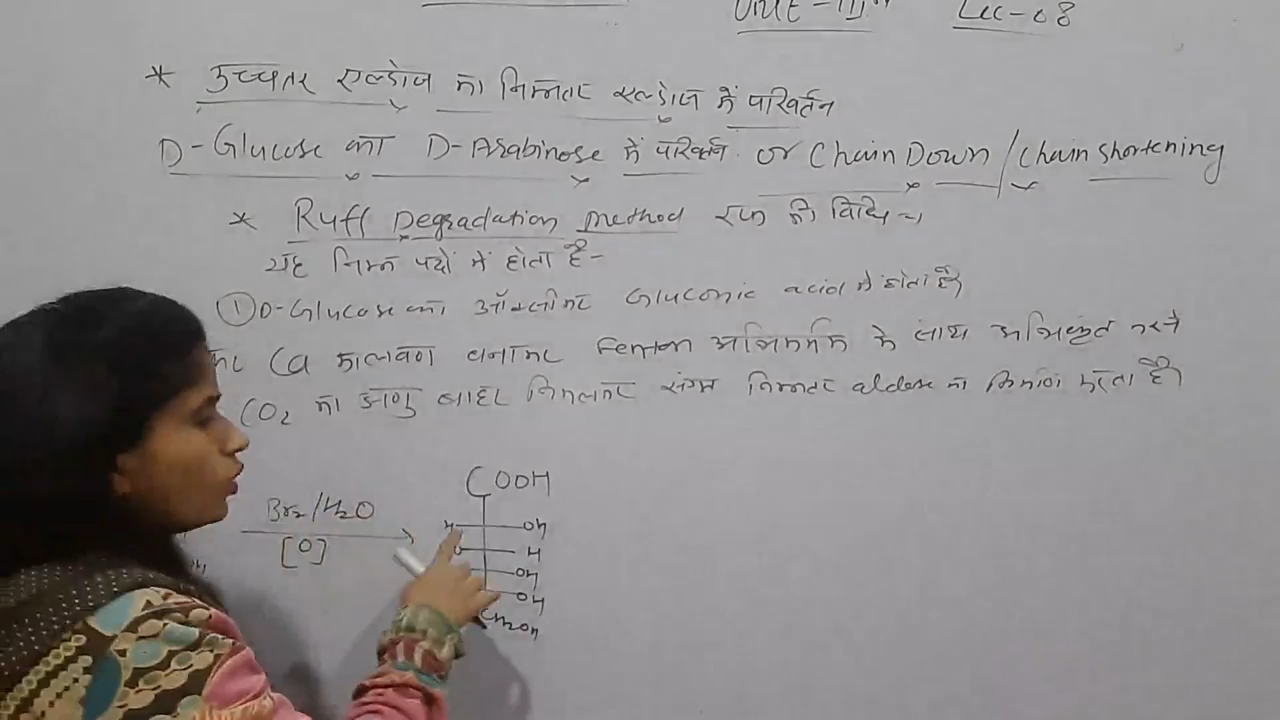 Unit-III Lec-08
* उच्चतर एल्डोज का निम्नतर एल्डोज में परिवर्तन
D-Glucose का D-Arabinose में परिवर्तन or Chain Down/Chain shortening
* Ruff Degradation method रफ की विधि -
यह निम्न पदों में होता है-
① D-Glucose का ऑक्सीकरण Gluconic acid में होता है।
Ca का लवण बनाकर Fenton अभिकर्मक के साथ अभिकृत करने
CO2 का अणु बाहर निकलकर निम्नतर aldose का निर्माण करता है।
COOH
Br2/H2O
H OH
[O]
H
OH
OH
CH2OH